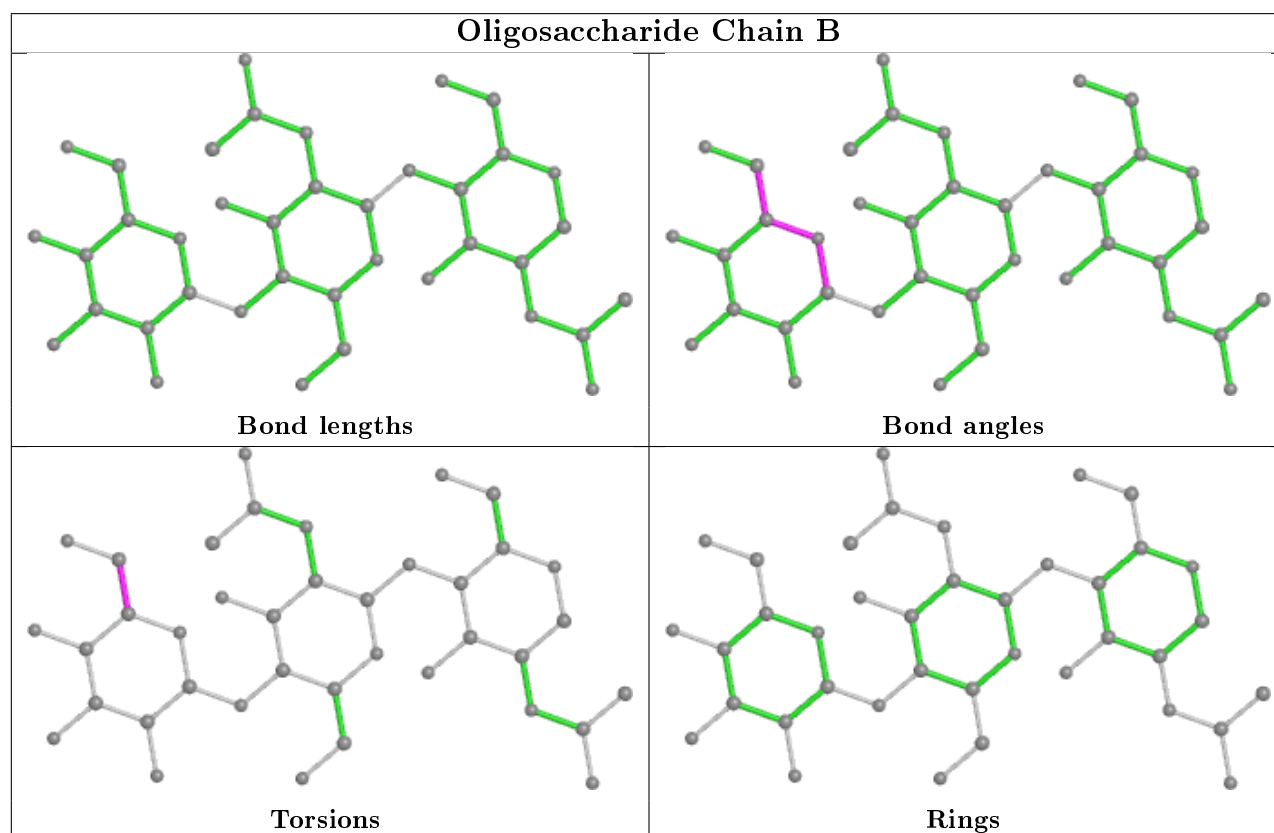 Oligosaccharide Chain B
Bond lengths
Bond angles
Torsions
Rings